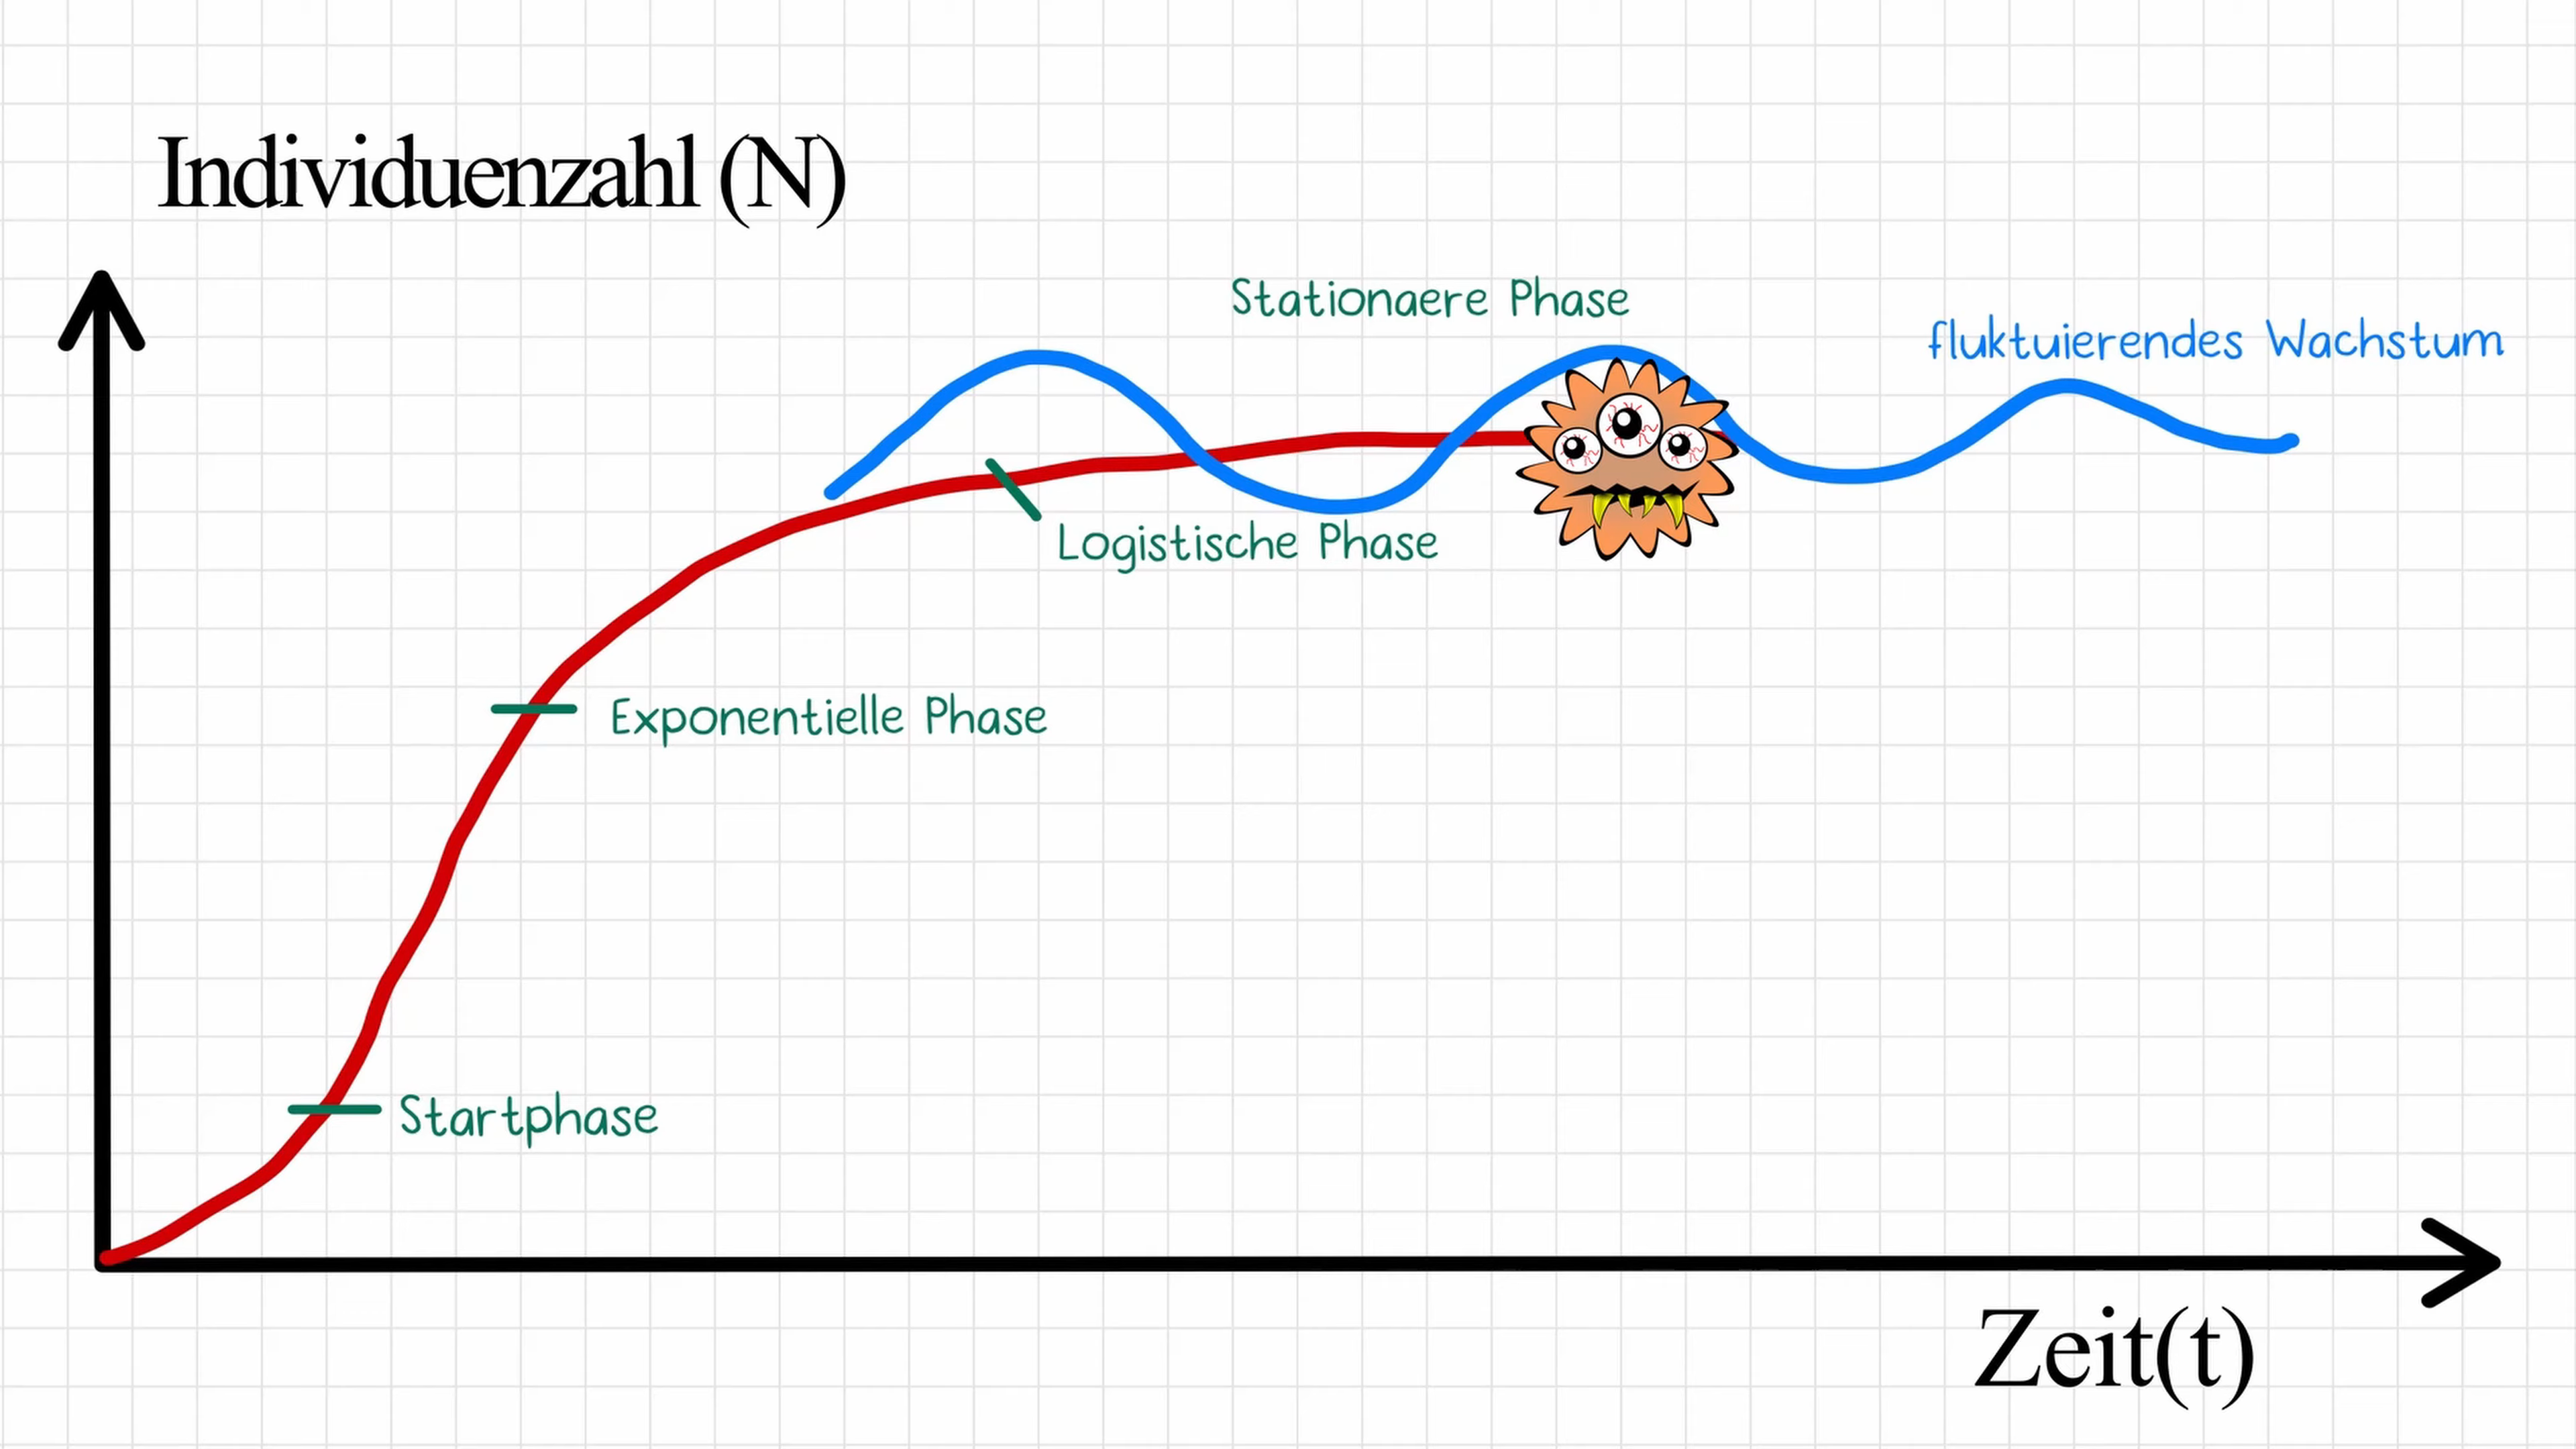 Individuenzahl (N)
Stationaere Phase
fluktuierendes Wachstum
Logistische Phase
Exponentielle Phase
Startphase
Zeit(t)